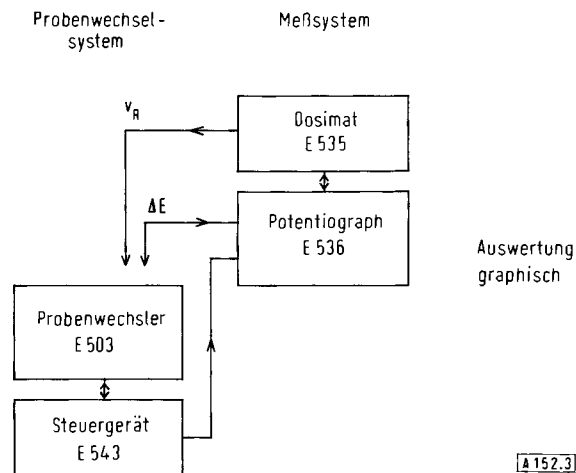 Probenwechsel-
system
Meßsystem
v_R
Dosimat
E 535
ΔE
Potentiograph
E 536
Auswertung
graphisch
Probenwechsler
E 503
Steuergerät
E 543
A 152.3